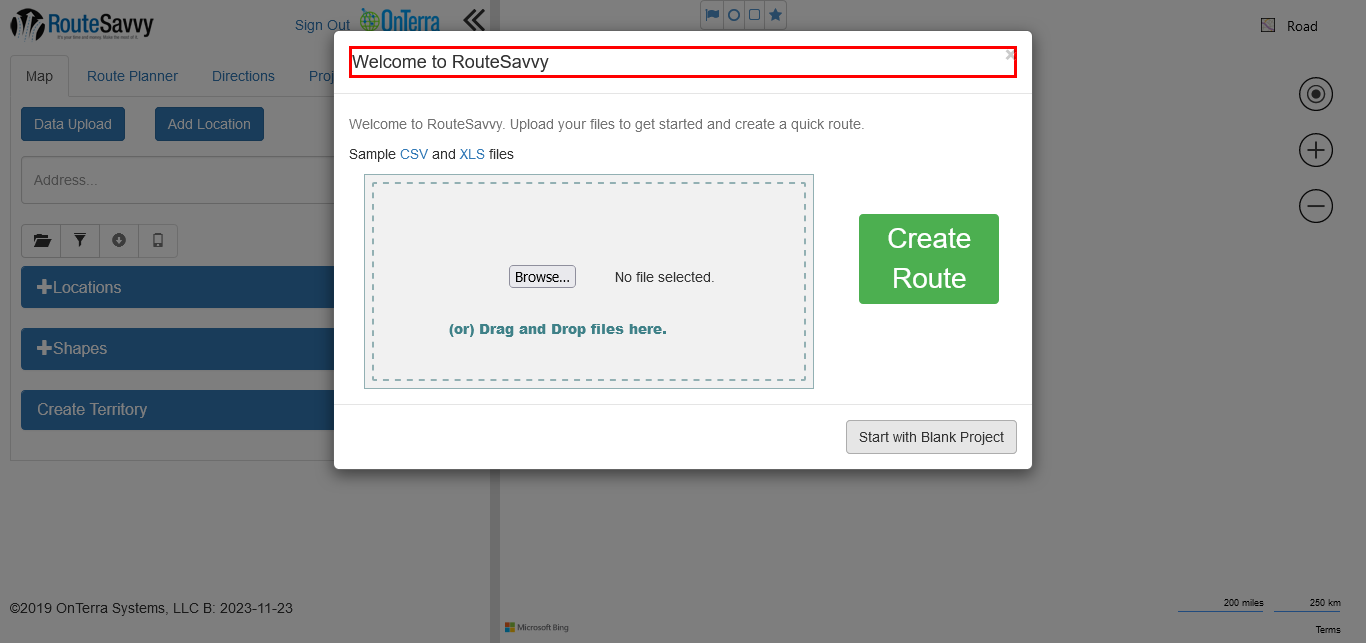 RouteSavvy
It's your time and money. Make the most of it.
Sign Out
OnTerra
Road
Welcome to RouteSavvy
×
Map
Route Planner
Directions
Proj
Data Upload
Add Location
Welcome to RouteSavvy. Upload your files to get started and create a quick route.
Sample CSV and XLS files
Address...
Create
Route
Browse...
No file selected.
(or) Drag and Drop files here.
Locations
Shapes
Create Territory
Start with Blank Project
©2019 OnTerra Systems, LLC B: 2023-11-23
200 miles
250 km
Microsoft Bing
Terms